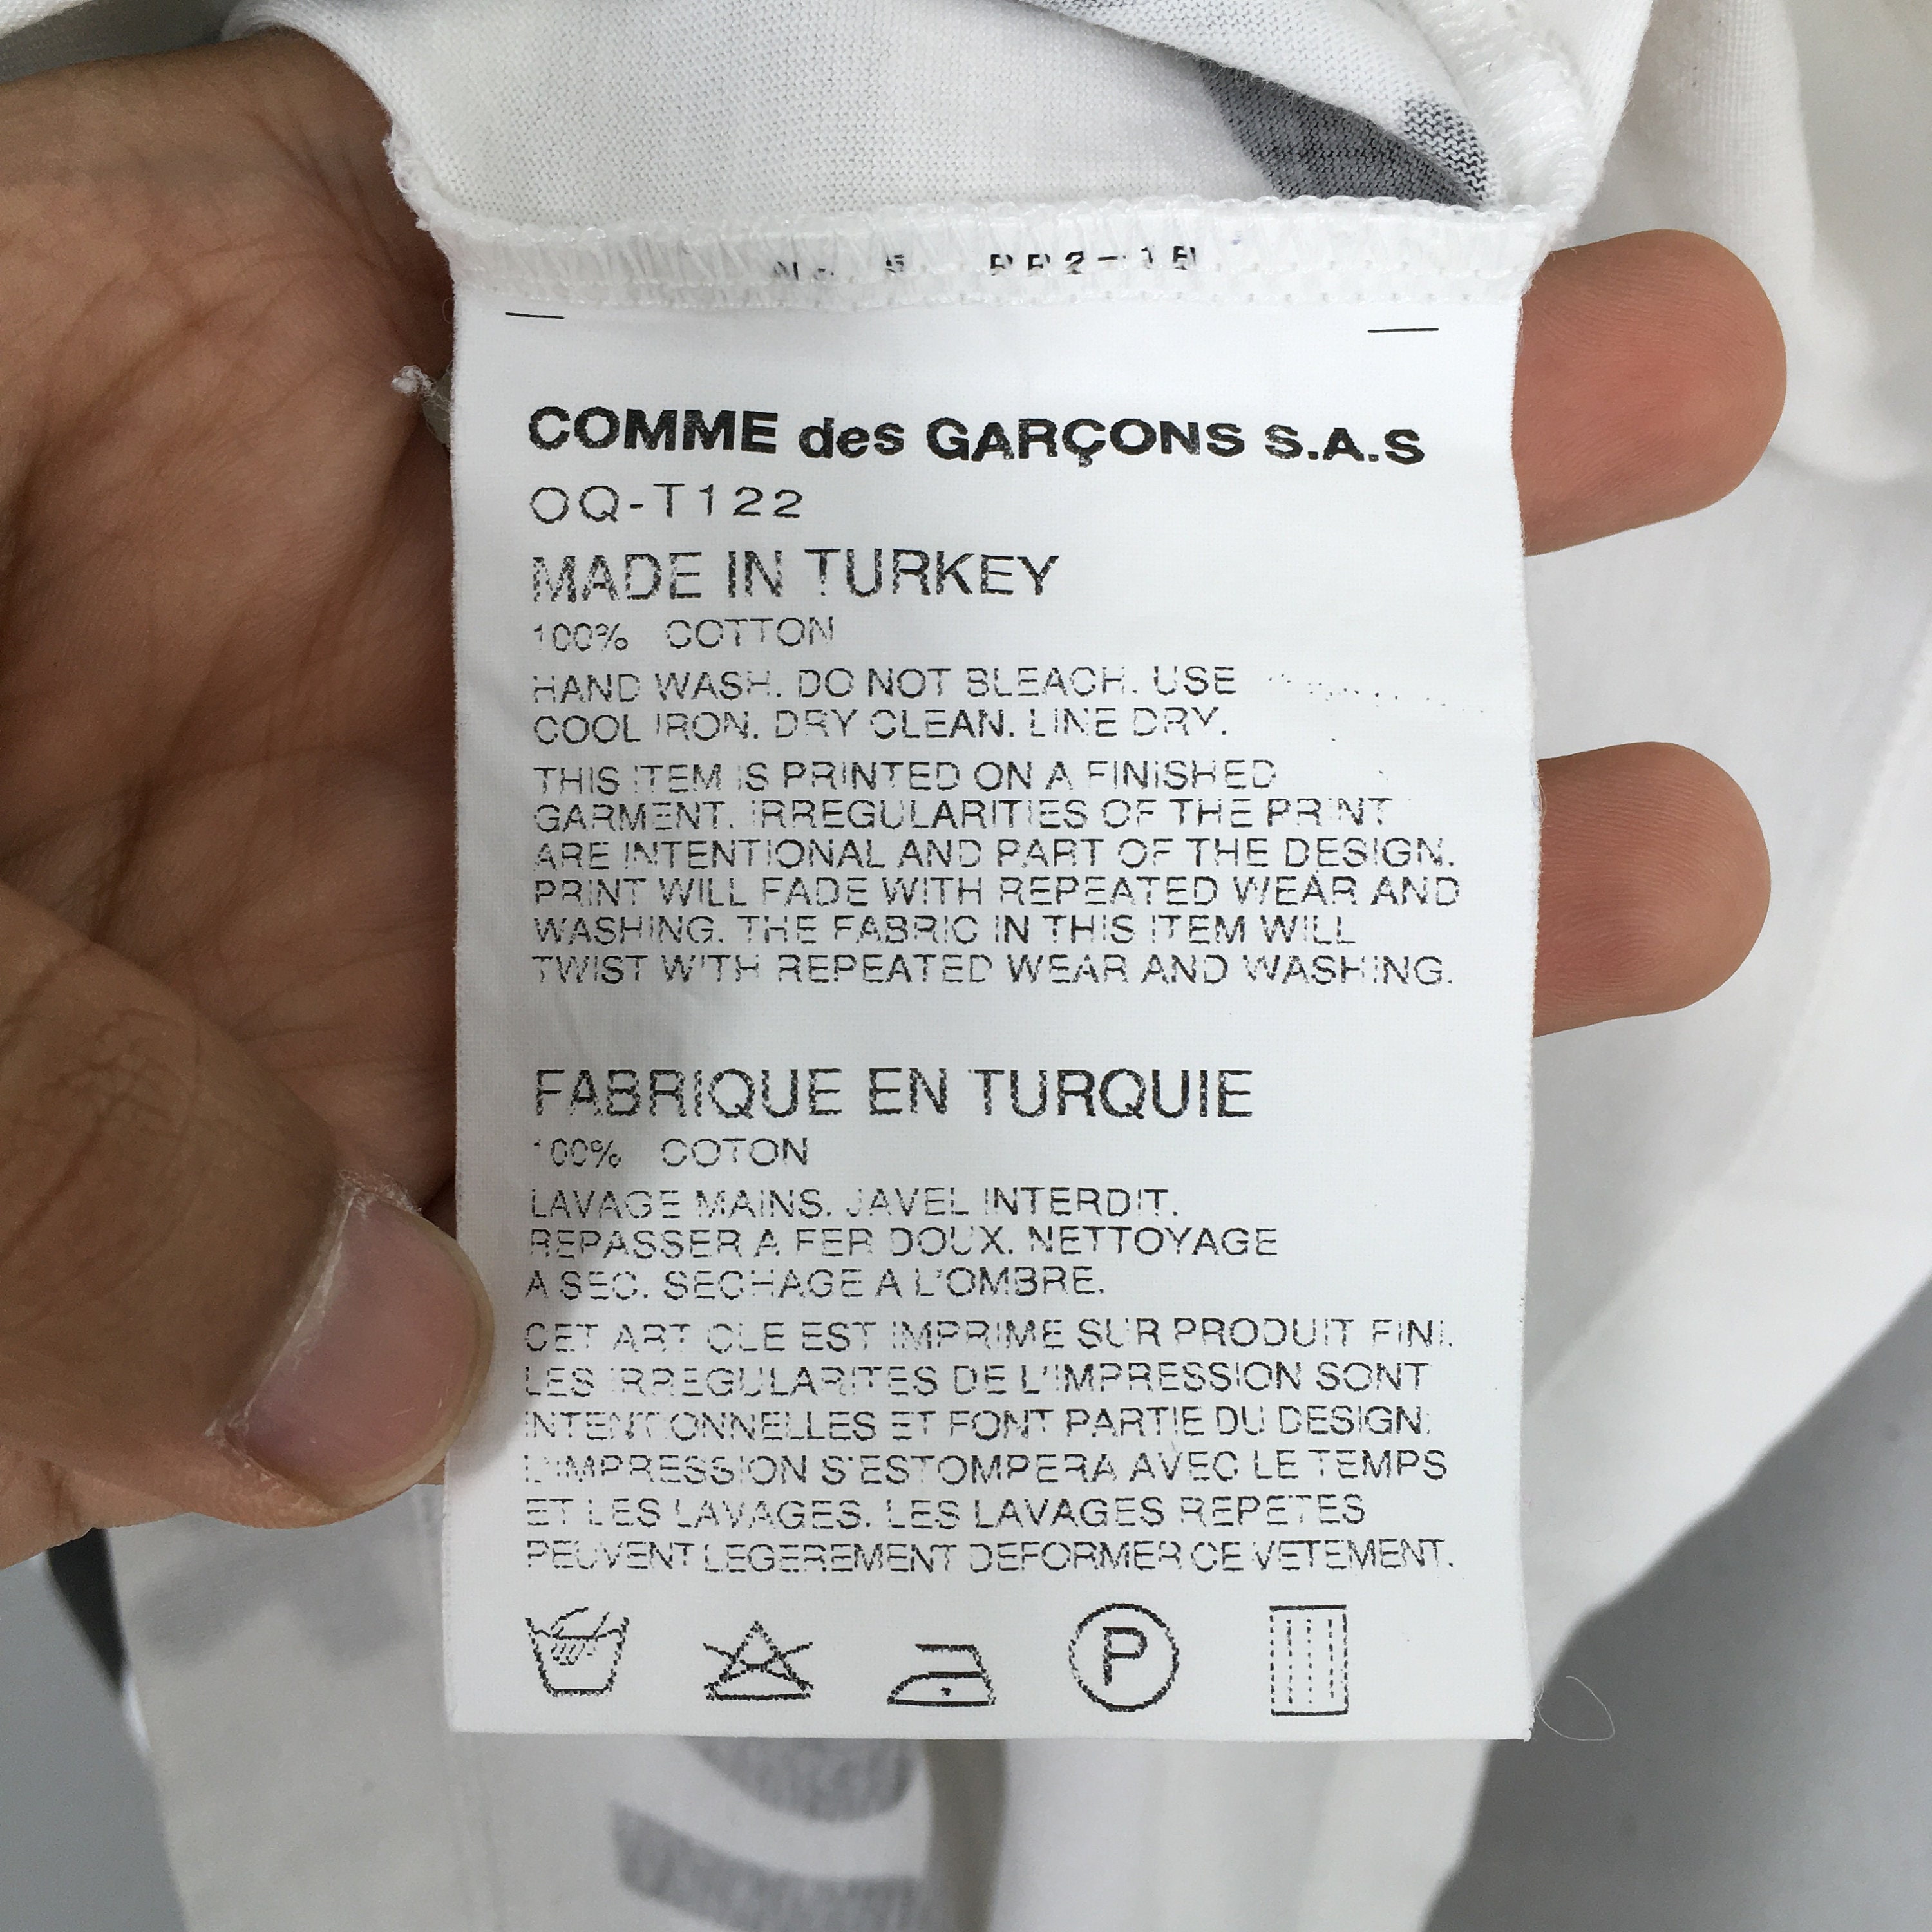 COMME des GARÇONS S.A.S
OQ-T122
MADE IN TURKEY
100% COTTON
HAND WASH. DO NOT BLEACH. USE
COOL IRON. DRY CLEAN. LINE DRY.
THIS ITEM IS PRINTED ON A FINISHED
GARMENT. IRREGULARITIES OF THE PRINT
ARE INTENTIONAL AND PART OF THE DESIGN.
PRINT WILL FADE WITH REPEATED WEAR AND
WASHING. THE FABRIC IN THIS ITEM WILL
TWIST WITH REPEATED WEAR AND WASHING.
FABRIQUE EN TURQUIE
100% COTON
LAVAGE MAINS. JAVEL INTERDIT.
REPASSER A FER DOUX. NETTOYAGE
A SEC. SECHAGE A L'OMBRE.
CET ARTICLE EST IMPRIME SUR PRODUIT FINI.
LES IRREGULARITES DE L'IMPRESSION SONT
INTENTIONNELLES ET FONT PARTIE DU DESIGN.
L'IMPRESSION S'ESTOMPERA AVEC LE TEMPS
ET LES LAVAGES. LES LAVAGES REPETES
PEUVENT LEGEREMENT DEFORMER CE VETEMENT.
P